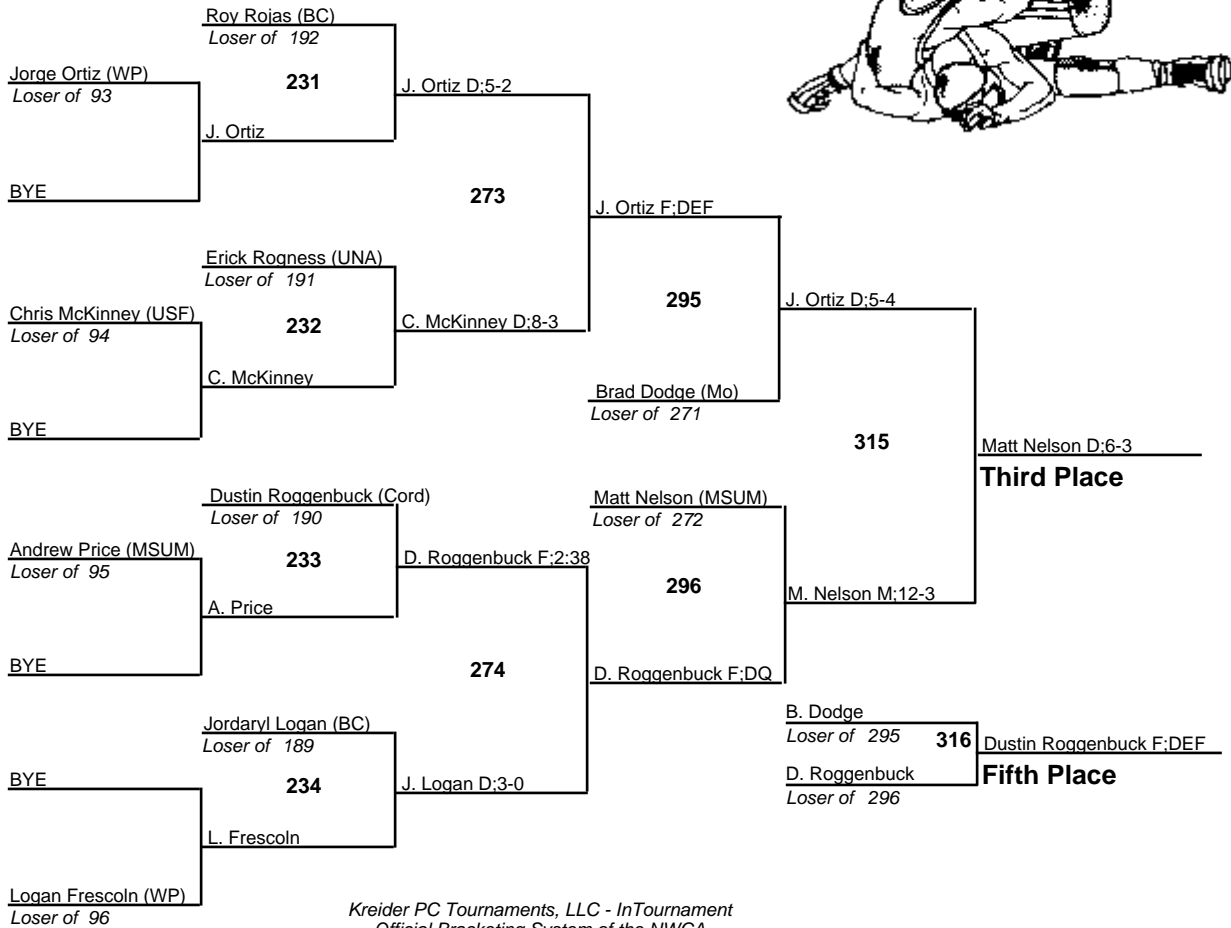 Roy Rojas (BC)
Loser of 192
Jorge Ortiz (WP)
Loser of 93
231
J. Ortiz D;5-2
J. Ortiz
BYE
273
J. Ortiz F;DEF
Erick Rogness (UNA)
Loser of 191
Chris McKinney (USF)
Loser of 94
232
C. McKinney D;8-3
C. McKinney
BYE
295
J. Ortiz D;5-4
Brad Dodge (Mo)
Loser of 271
315
Matt Nelson D;6-3
Third Place
Dustin Roggenbuck (Cord)
Loser of 190
Andrew Price (MSUM)
Loser of 95
233
D. Roggenbuck F;2:38
A. Price
BYE
Matt Nelson (MSUM)
Loser of 272
296
M. Nelson M;12-3
274
D. Roggenbuck F;DQ
Jordaryl Logan (BC)
Loser of 189
BYE
234
J. Logan D;3-0
L. Frescoln
Logan Frescoln (WP)
Loser of 96
B. Dodge
Loser of 295
316
Dustin Roggenbuck F;DEF
D. Roggenbuck
Fifth Place
Loser of 296
Kreider PC Tournaments, LLC - InTournament
Official Bracketing System of the NWCA